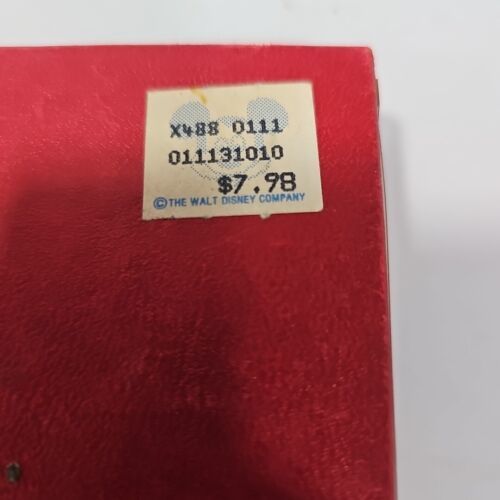 X488 0111
011131010
$7.98
© THE WALT DISNEY COMPANY